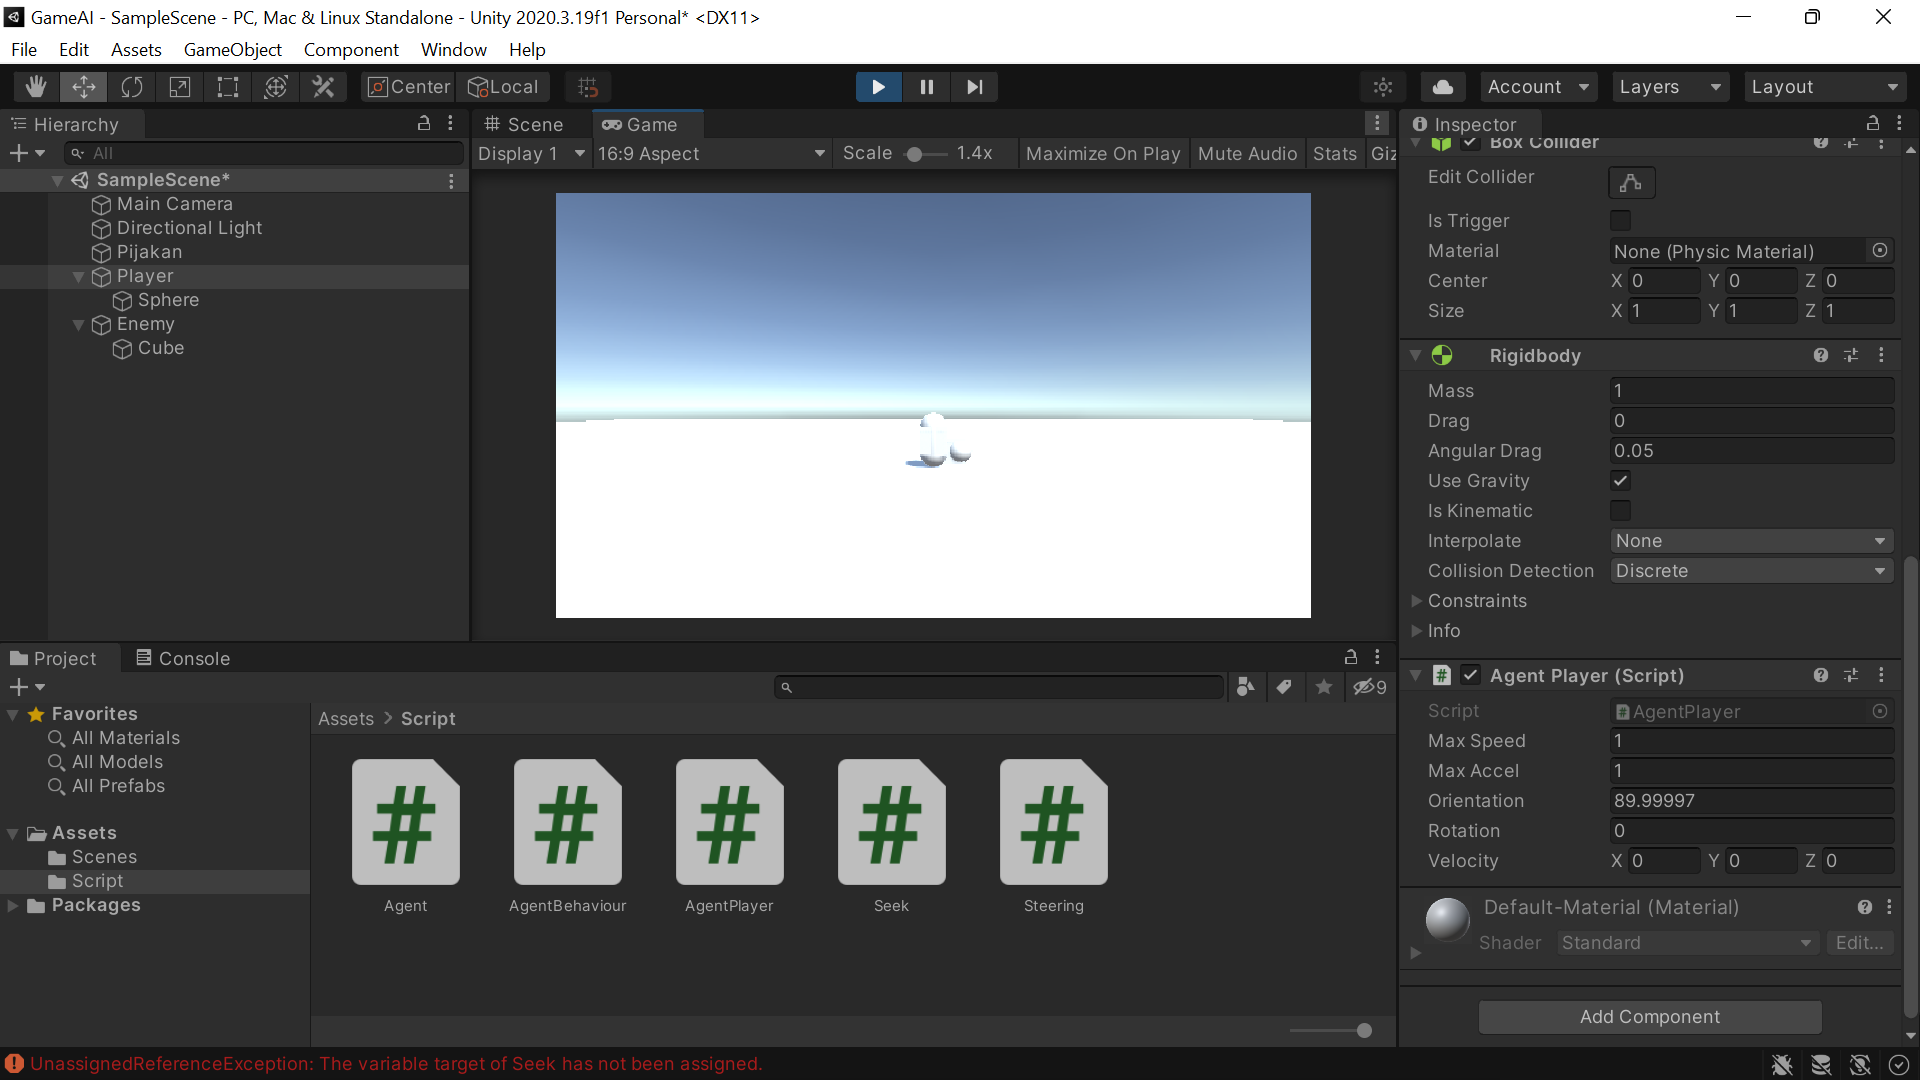 GameAI - SampleScene - PC, Mac & Linux Standalone - Unity 2020.3.19f1 Personal* <DX11>
File Edit Assets GameObject Component Window Help
Center Local Account Layers Layout
Hierarchy
All
SampleScene*
Main Camera
Directional Light
Pijakan
Player
Sphere
Enemy
Cube
Scene Game
Display 1 16:9 Aspect Scale 1.4x Maximize On Play Mute Audio Stats Giz
Inspector
Box Collider
Edit Collider
Is Trigger
Material None (Physic Material)
Center X 0 Y 0 Z 0
Size X 1 Y 1 Z 1
Rigidbody
Mass 1
Drag 0
Angular Drag 0.05
Use Gravity
Is Kinematic
Interpolate None
Collision Detection Discrete
Constraints
Info
Agent Player (Script)
Script AgentPlayer
Max Speed 1
Max Accel 1
Orientation 89.99997
Rotation 0
Velocity X 0 Y 0 Z 0
Default-Material (Material)
Shader Standard Edit...
Add Component
Project Console
9
Favorites
All Materials
All Models
All Prefabs
Assets
Scenes
Script
Packages
Assets > Script
Agent AgentBehaviour AgentPlayer Seek Steering
UnassignedReferenceException: The variable target of Seek has not been assigned.